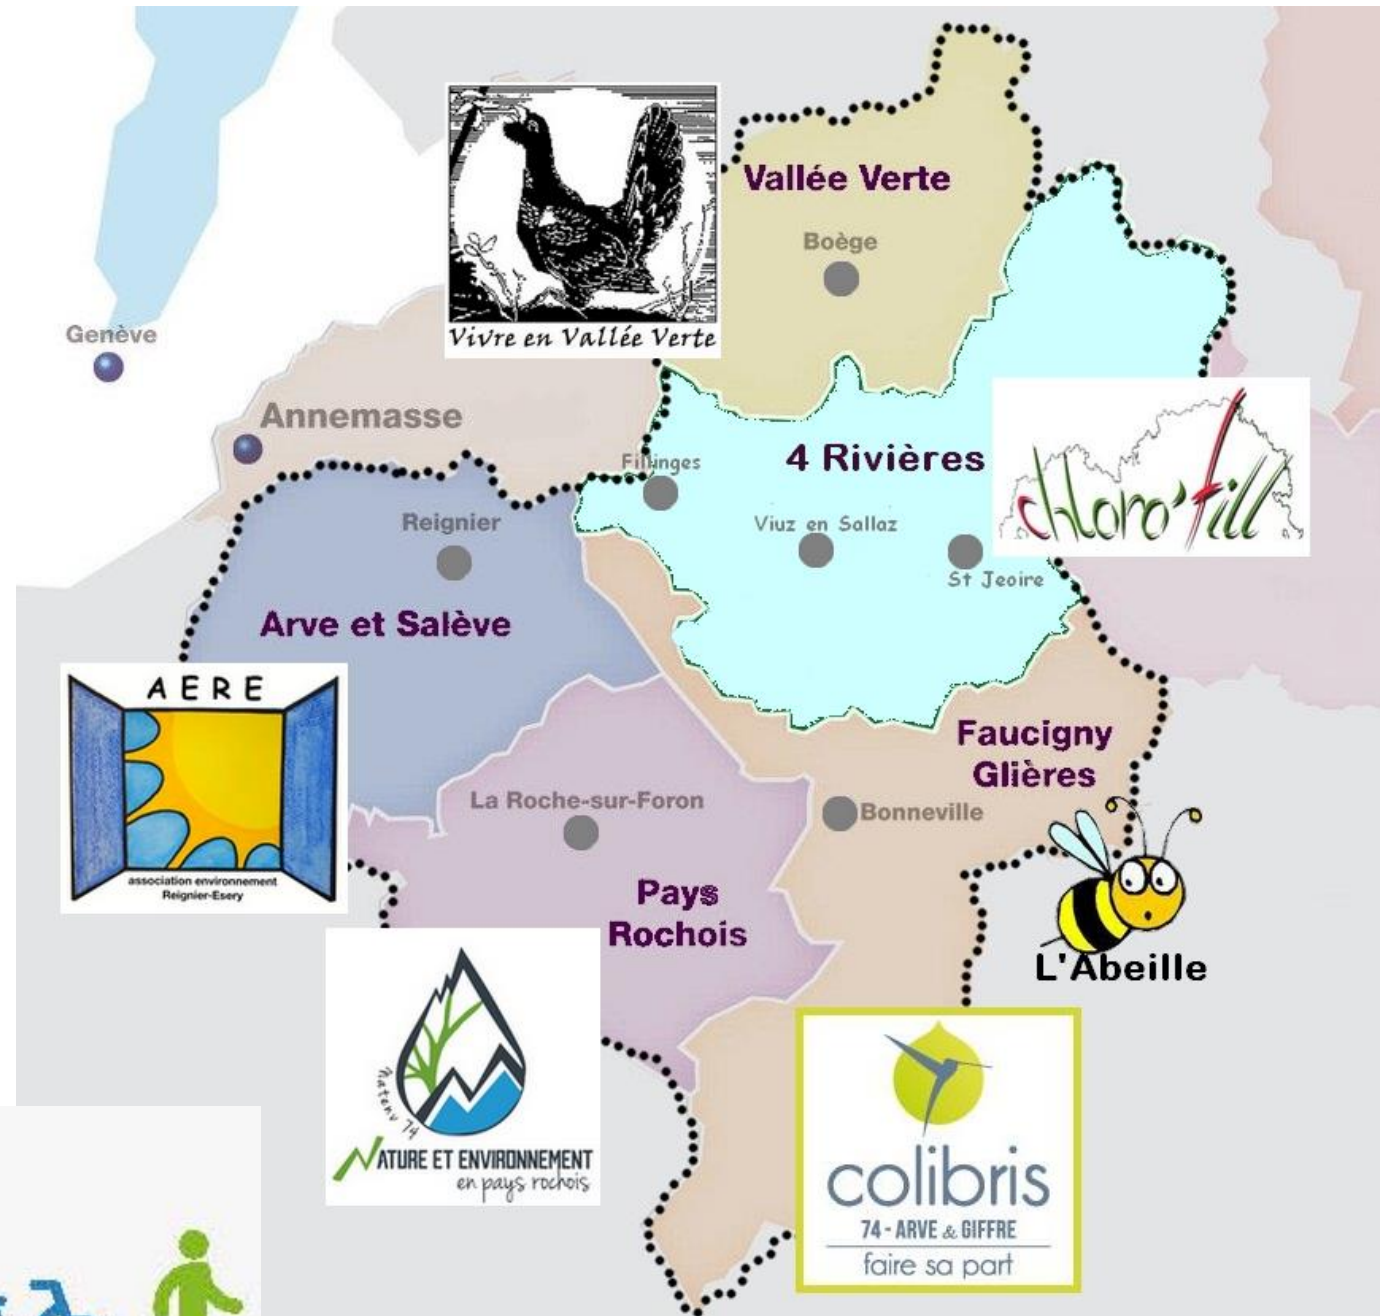 Vallée Verte
Boège
Vivre en Vallée Verte
Genève
Annemasse
4 Rivières
Fillinges
chloro'fill
Reignier
Viuz en Sallaz
St Jeoire
Arve et Salève
AERE
association environnement
Reignier-Esery
Faucigny
Glières
La Roche-sur-Foron
Bonneville
Pays
Rochois
L'Abeille
Natenv 74
NATURE ET ENVIRONNEMENT
en pays rochois
colibris
74 - ARVE & GIFFRE
faire sa part